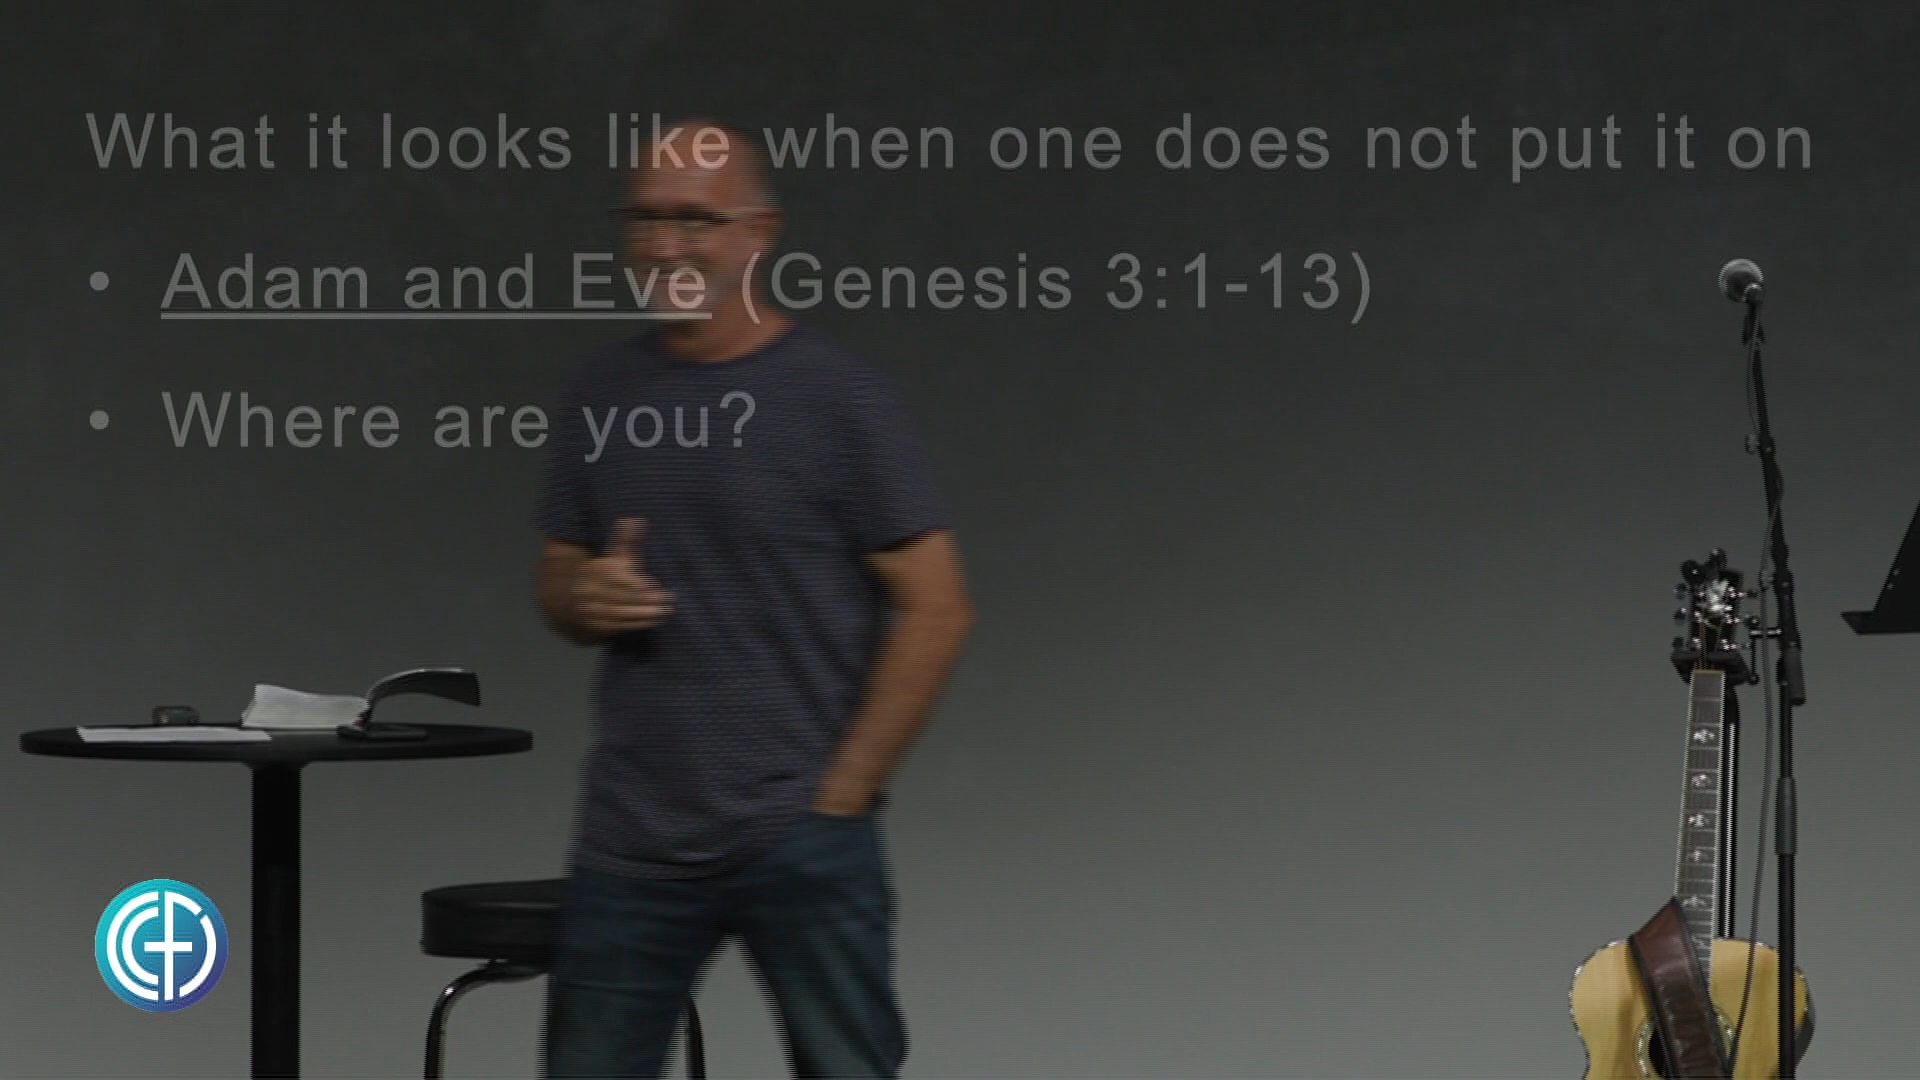 What it looks like when one does not put it on
• Adam and Eve (Genesis 3:1-13)
• Where are you?